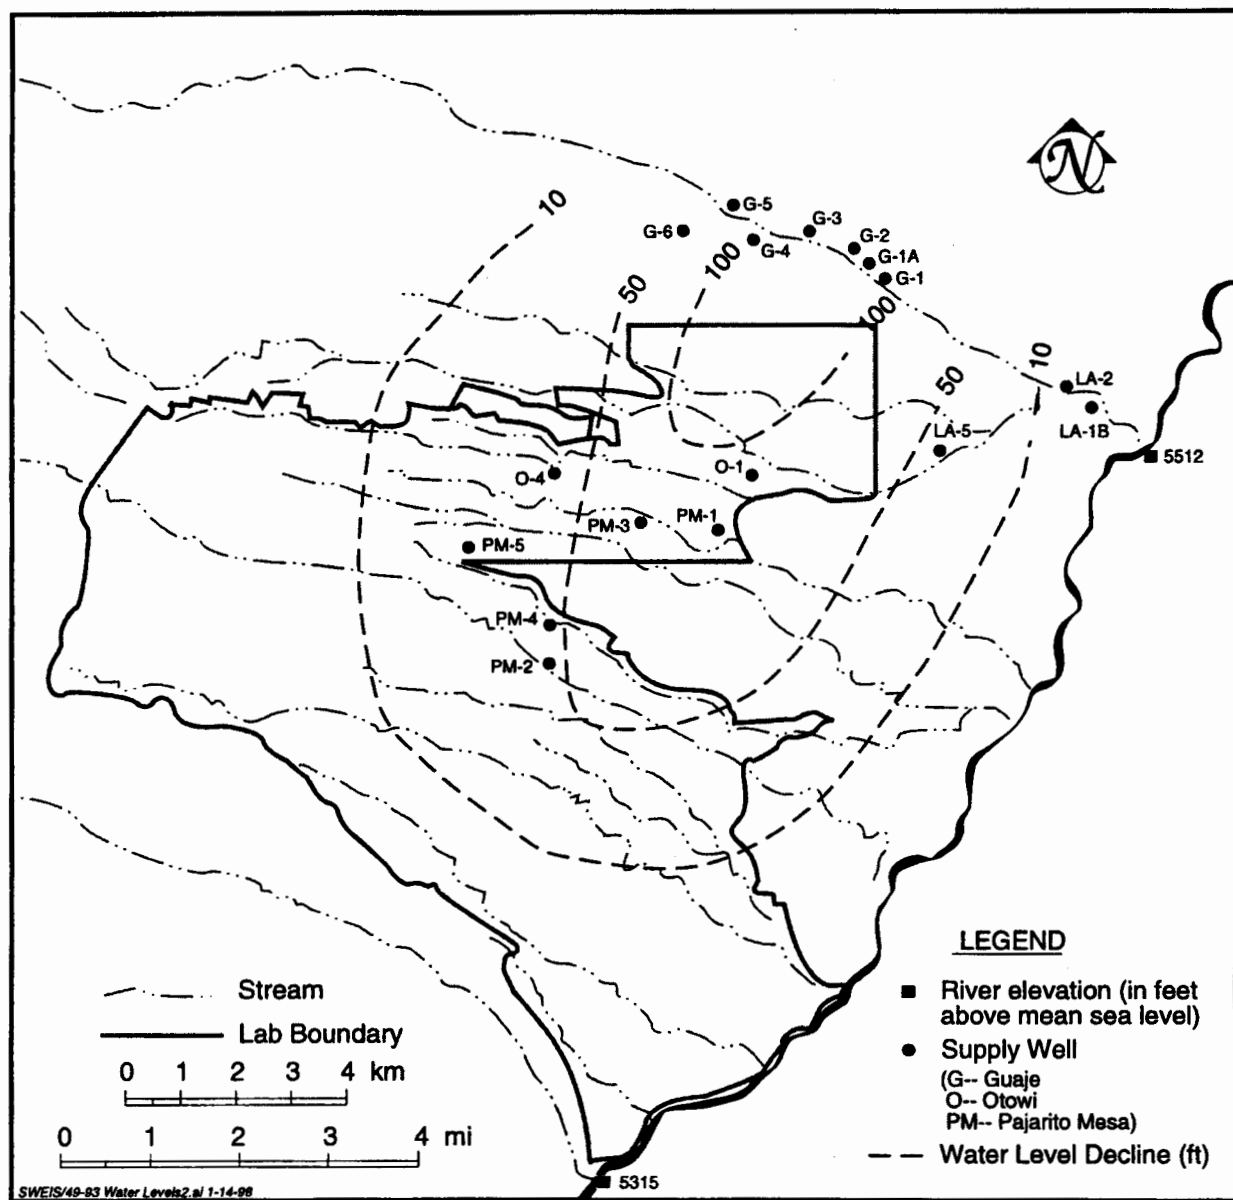 N
10
G-5
G-3
G-6
G-4
G-2
G-1A
G-1
100
50
100
10
50
LA-2
LA-1B
LA-5
5512
O-4
O-1
PM-3
PM-1
PM-5
PM-4
PM-2
Stream
Lab Boundary
0 1 2 3 4 km
0 1 2 3 4 mi
LEGEND
River elevation (in feet
above mean sea level)
Supply Well
(G-- Guaje
O-- Otowi
PM-- Pajarito Mesa)
Water Level Decline (ft)
5315
SWEIS/49-93 Water Levels2.ai 1-14-98